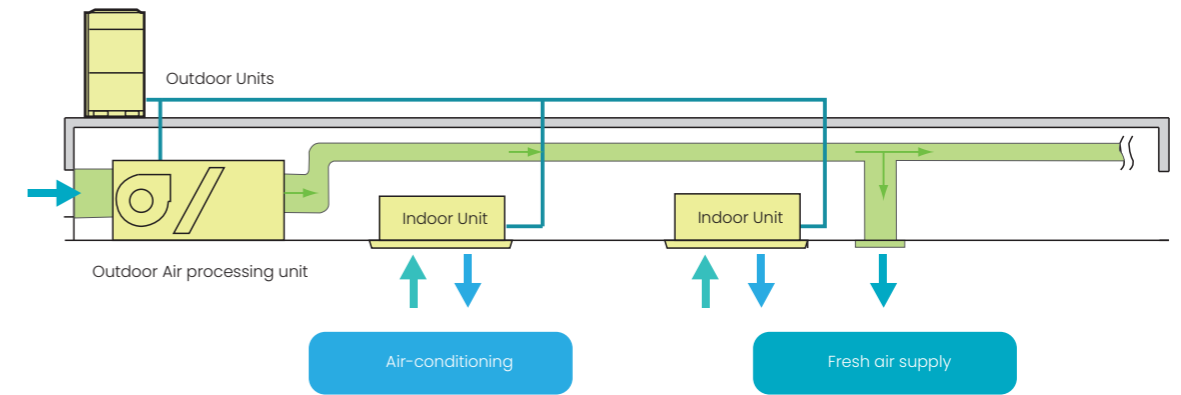 Outdoor Units
Indoor Unit
Indoor Unit
Outdoor Air processing unit
Air-conditioning
Fresh air supply